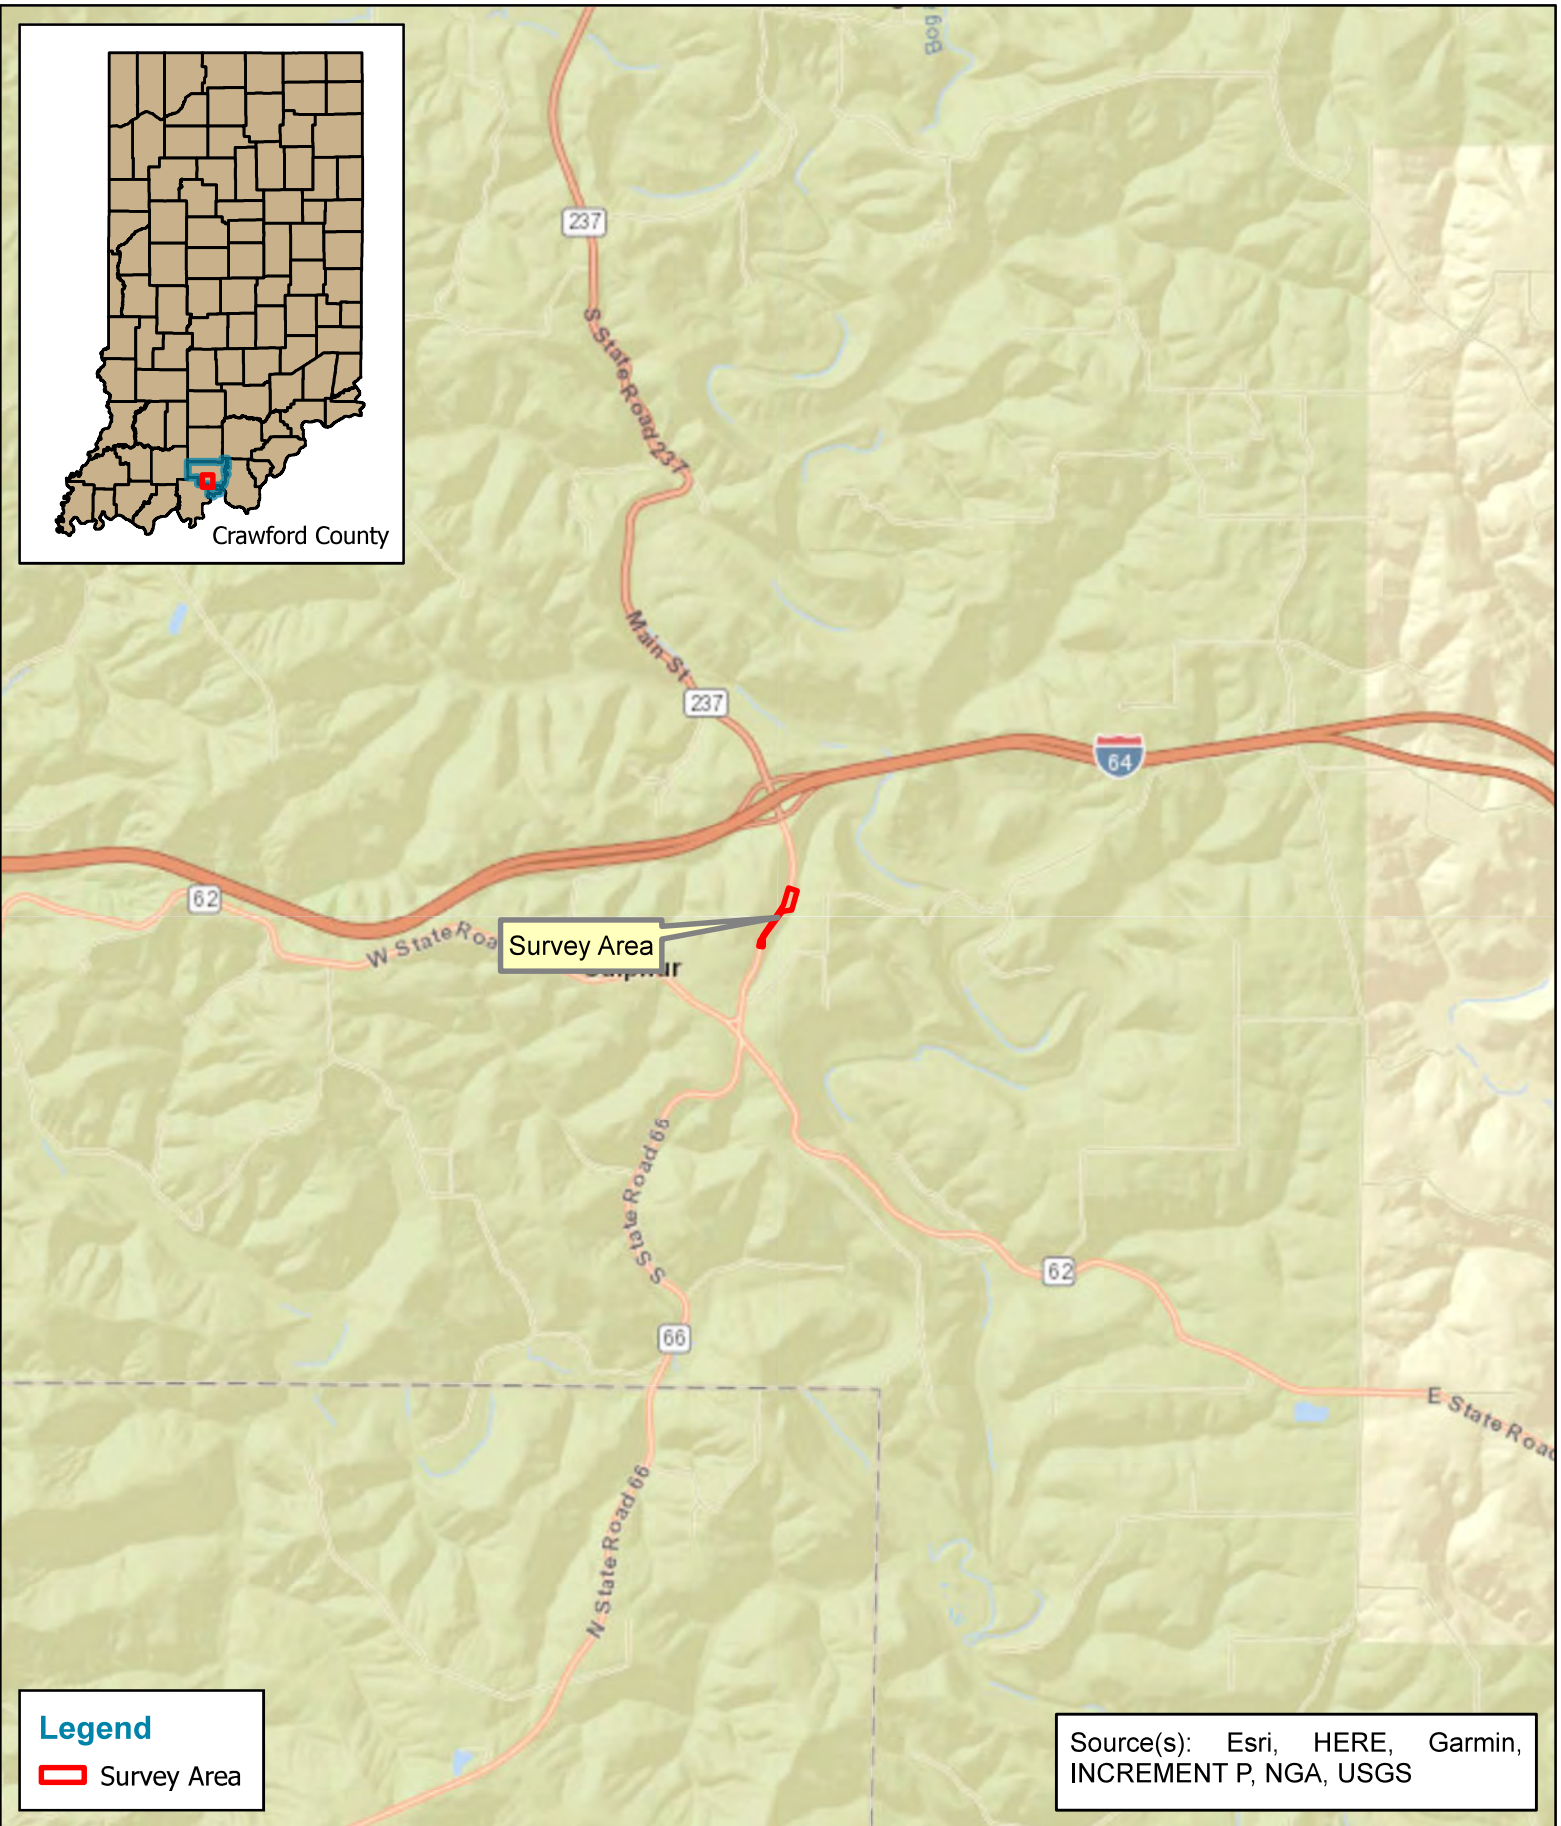 Bog
Crawford County
237
S State Road 237
Main St
237
64
62
W State Roa
Survey Area
Sulphur
S State Road 66
62
66
E State Road
N State Road 66
Legend
Survey Area
Source(s): Esri, HERE, Garmin,
INCREMENT P, NGA, USGS